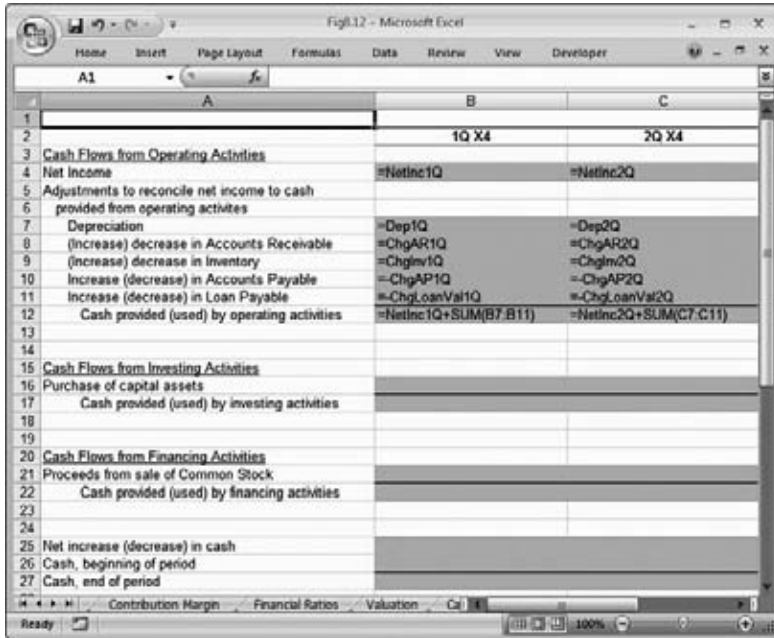 Fig8.12 - Microsoft Excel
Home Insert Page Layout Formulas Data Review View Developer
A1 fx
A B C
1
2 1Q X4 2Q X4
3 Cash Flows from Operating Activities
4 Net Income =NetInc1Q =NetInc2Q
5 Adjustments to reconcile net income to cash
6 provided from operating activites
7 Depreciation =Dep1Q =Dep2Q
8 (Increase) decrease in Accounts Receivable =ChgAR1Q =ChgAR2Q
9 (Increase) decrease in Inventory =ChgInv1Q =ChgInv2Q
10 Increase (decrease) in Accounts Payable =-ChgAP1Q =-ChgAP2Q
11 Increase (decrease) in Loan Payable =-ChgLoanVal1Q =-ChgLoanVal2Q
12 Cash provided (used) by operating activities =NetInc1Q+SUM(B7:B11) =NetInc2Q+SUM(C7:C11)
13
14
15 Cash Flows from Investing Activities
16 Purchase of capital assets
17 Cash provided (used) by investing activities
18
19
20 Cash Flows from Financing Activities
21 Proceeds from sale of Common Stock
22 Cash provided (used) by financing activities
23
24
25 Net increase (decrease) in cash
26 Cash, beginning of period
27 Cash, end of period
Contribution Margin Financial Ratios Valuation Ca
Ready 100%